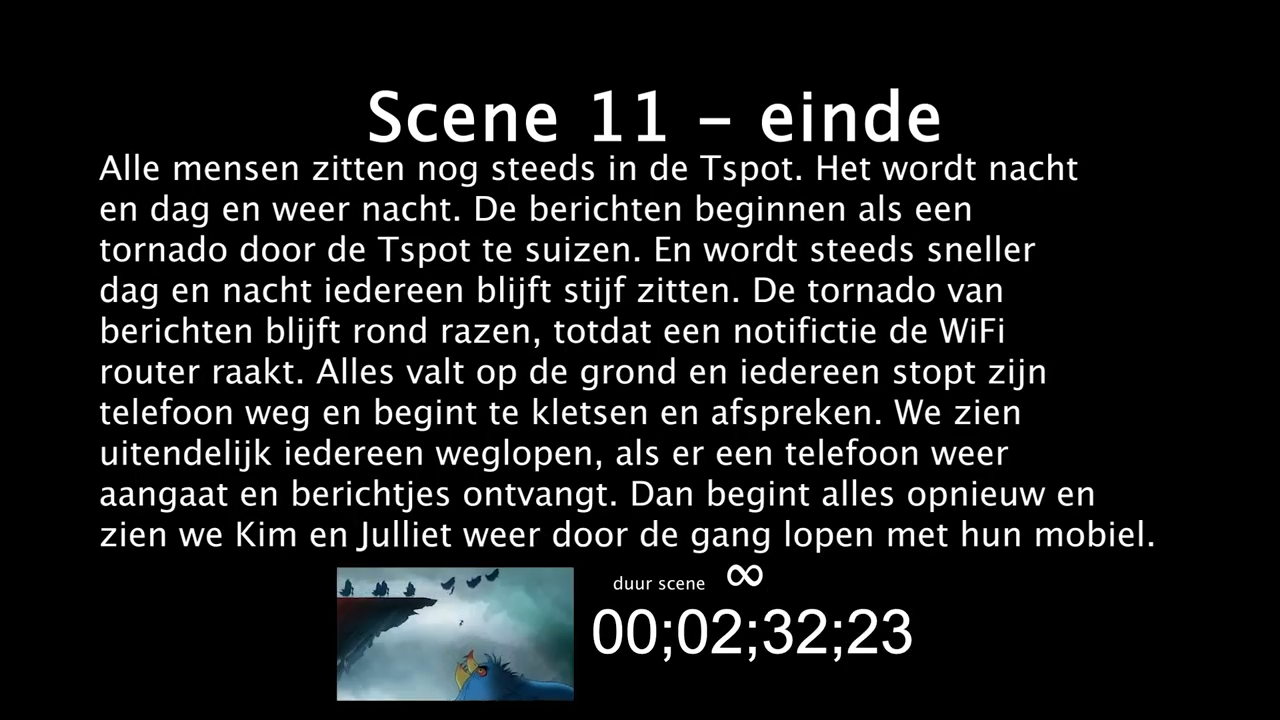 Scene 11 – einde
Alle mensen zitten nog steeds in de Tspot. Het wordt nacht
en dag en weer nacht. De berichten beginnen als een
tornado door de Tspot te suizen. En wordt steeds sneller
dag en nacht iedereen blijft stijf zitten. De tornado van
berichten blijft rond razen, totdat een notifictie de WiFi
router raakt. Alles valt op de grond en iedereen stopt zijn
telefoon weg en begint te kletsen en afspreken. We zien
uitendelijk iedereen weglopen, als er een telefoon weer
aangaat en berichtjes ontvangt. Dan begint alles opnieuw en
zien we Kim en Julliet weer door de gang lopen met hun mobiel.
duur scene ∞
00;02;32;23